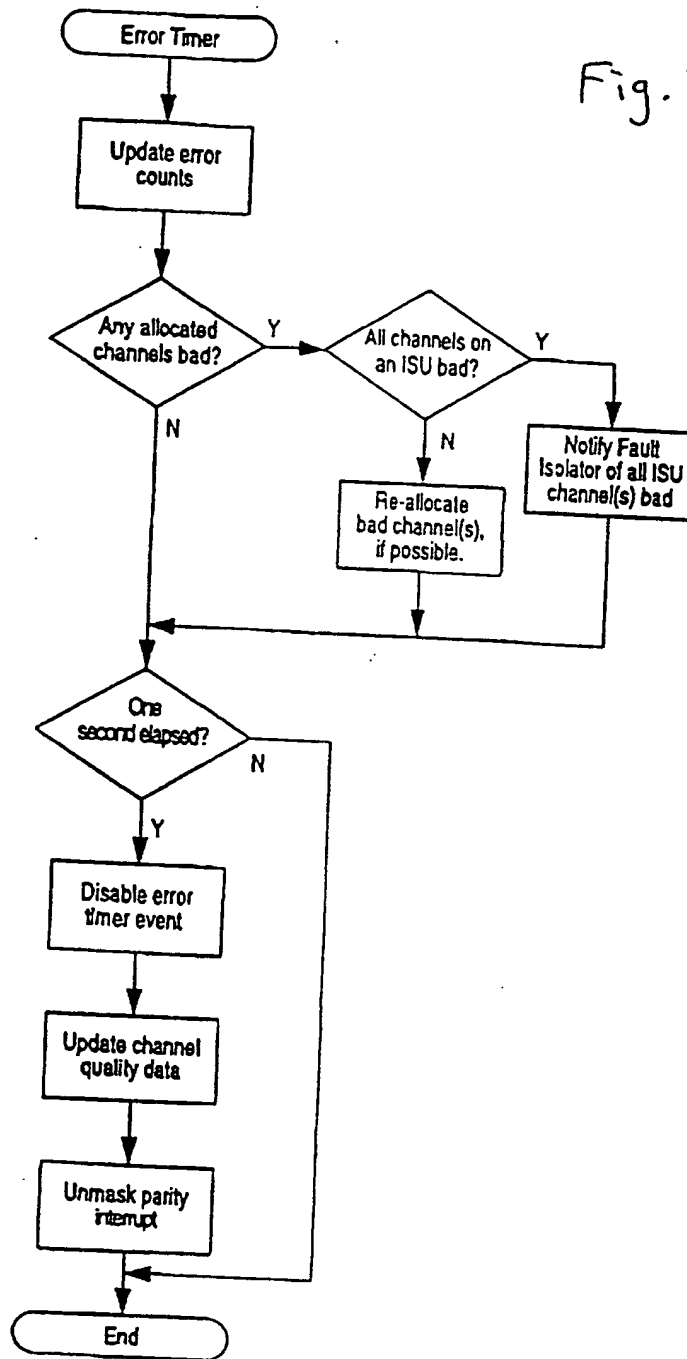 Error Timer
Fig.
Update error
counts
Any allocated
channels bad?
Y
All channels on
an ISU bad?
Y
N
N
Notify Fault
Isolator of all ISU
channel(s) bad
Re-allocate
bad channel(s),
if possible.
One
second elapsed?
N
Y
Disable error
timer event
Update channel
quality data
Unmask parity
interrupt
End